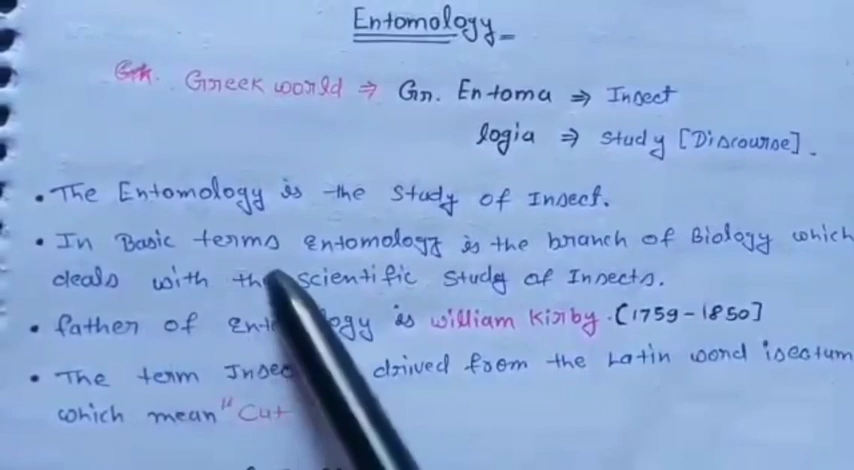 Entomology
Greek world ⇒ Gr. Entoma ⇒ Insect
logia ⇒ study [Discourse].
• The Entomology is the study of Insect.
• In Basic terms entomology is the branch of Biology which
deals with the scientific study of Insects.
• father of is william Kirby. (1759-1850]
• The term drived from the Latin word isectum
which mean "Cut